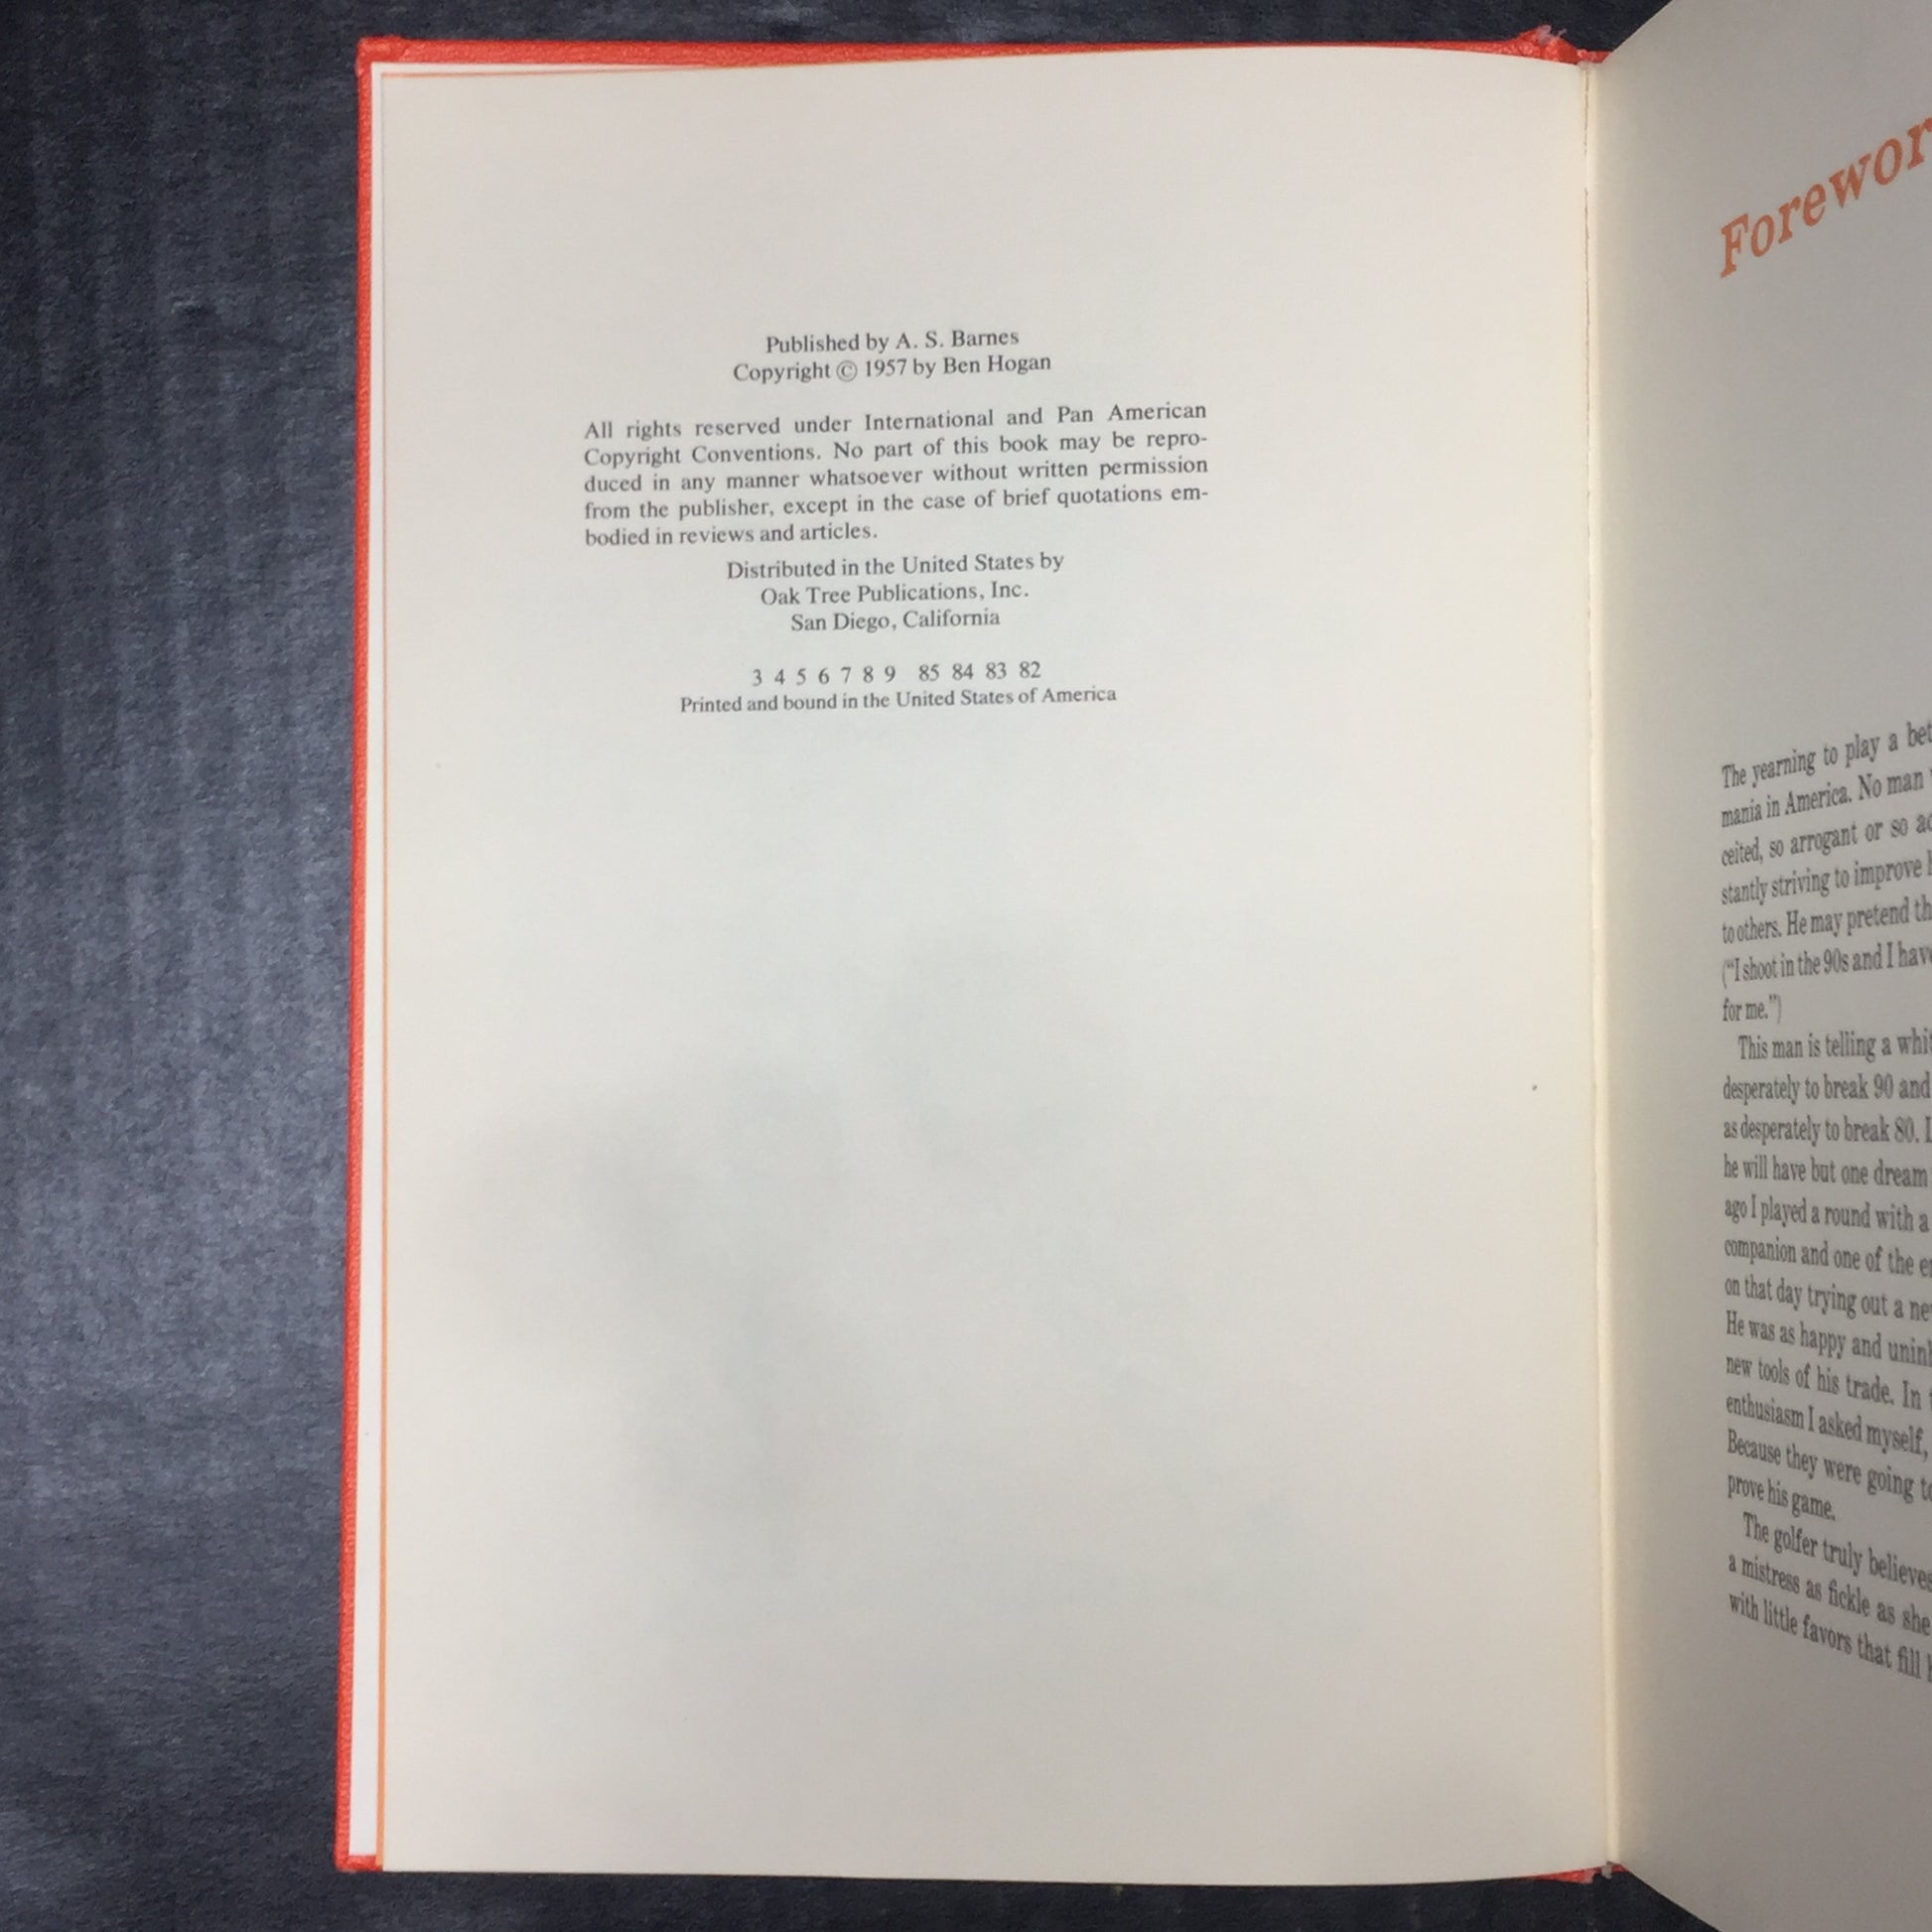 Published by A. S. Barnes
Copyright © 1957 by Ben Hogan
All rights reserved under International and Pan American
Copyright Conventions. No part of this book may be repro-
duced in any manner whatsoever without written permission
from the publisher, except in the case of brief quotations em-
bodied in reviews and articles.
Distributed in the United States by
Oak Tree Publications, Inc.
San Diego, California
3 4 5 6 7 8 9 85 84 83 82
Printed and bound in the United States of America
Forewor
The yearning to play a bet
mania in America. No man
ceited, so arrogant or so ac
stantly striving to improve
to others. He may pretend th
("I shoot in the 90s and I have
for me.")
This man is telling a whit
desperately to break 90 and
as desperately to break 80. I
he will have but one dream
ago I played a round with a
companion and one of the
on that day trying out a ne
He was as happy and unin
new tools of his trade. In
enthusiasm I asked myself,
Because they were going to
prove his game.
The golfer truly believes
a mistress as fickle as she
with little favors that fill